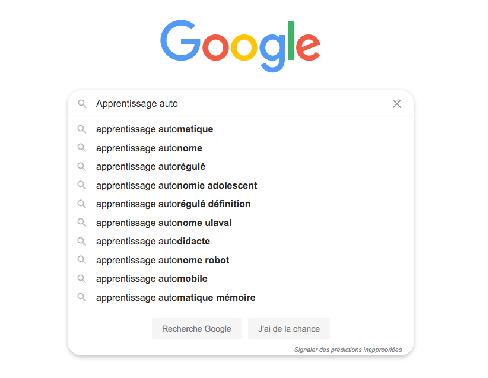 Google
Apprentissage auto
apprentissage automatique
apprentissage autonome
apprentissage autorégulé
apprentissage autonomie adolescent
apprentissage autorégulé définition
apprentissage autonome ulaval
apprentissage autodidacte
apprentissage autonome robot
apprentissage automobile
apprentissage automatique mémoire
Recherche Google J'ai de la chance
Signaler des prédictions inappropriées